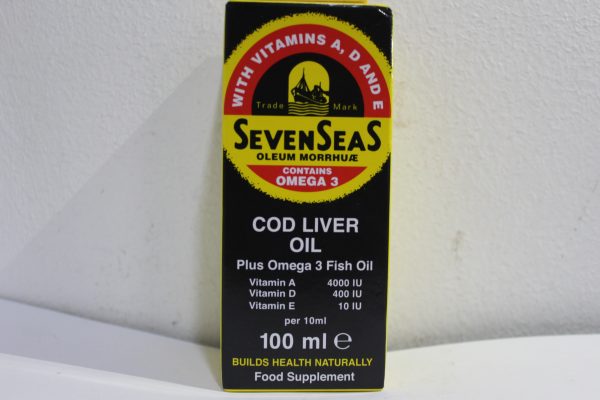 WITH VITAMINS A, D AND E
Trade Mark
SEVENSEAS
OLEUM MORRHUÆ
CONTAINS
OMEGA 3
COD LIVER
OIL
Plus Omega 3 Fish Oil
Vitamin A 4000 IU
Vitamin D 400 IU
Vitamin E 10 IU
per 10ml
100 ml ℮
BUILDS HEALTH NATURALLY
Food Supplement